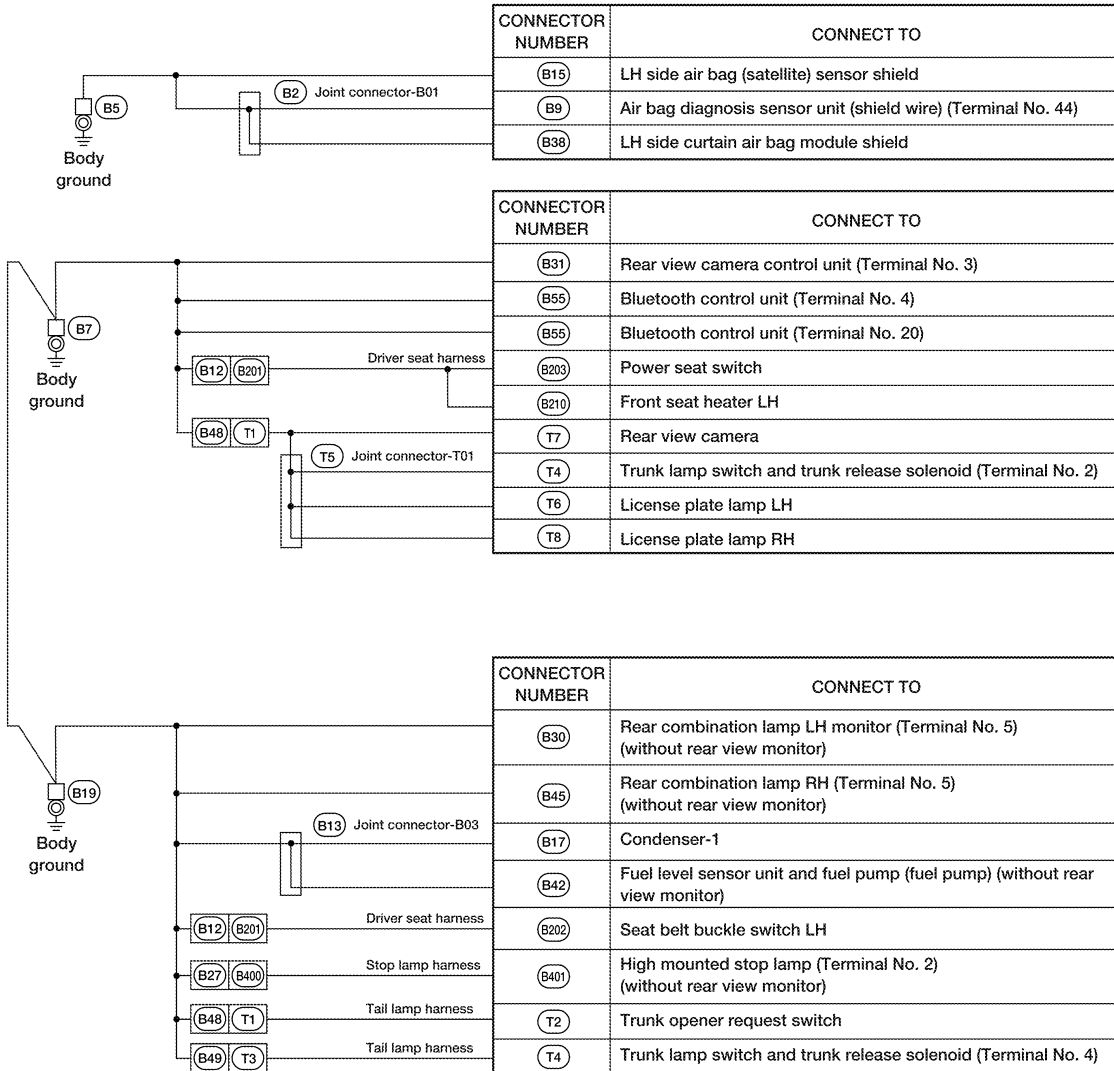 CONNECTOR NUMBER CONNECT TO
B15 LH side air bag (satellite) sensor shield
B2 Joint connector-B01
B5
B9 Air bag diagnosis sensor unit (shield wire) (Terminal No. 44)
B38 LH side curtain air bag module shield
Body
ground
CONNECTOR NUMBER CONNECT TO
B31 Rear view camera control unit (Terminal No. 3)
B55 Bluetooth control unit (Terminal No. 4)
B7
B55 Bluetooth control unit (Terminal No. 20)
Body
ground
B12 B201 Driver seat harness B203 Power seat switch
B210 Front seat heater LH
B48 T1 T7 Rear view camera
T5 Joint connector-T01
T4 Trunk lamp switch and trunk release solenoid (Terminal No. 2)
T6 License plate lamp LH
T8 License plate lamp RH
CONNECTOR NUMBER CONNECT TO
B30 Rear combination lamp LH monitor (Terminal No. 5)
(without rear view monitor)
B19
B45 Rear combination lamp RH (Terminal No. 5)
(without rear view monitor)
B13 Joint connector-B03
Body
ground
B17 Condenser-1
B42 Fuel level sensor unit and fuel pump (fuel pump) (without rear
view monitor)
B12 B201 Driver seat harness B202 Seat belt buckle switch LH
B27 B400 Stop lamp harness B401 High mounted stop lamp (Terminal No. 2)
(without rear view monitor)
B48 T1 Tail lamp harness T2 Trunk opener request switch
B49 T3 Tail lamp harness T4 Trunk lamp switch and trunk release solenoid (Terminal No. 4)